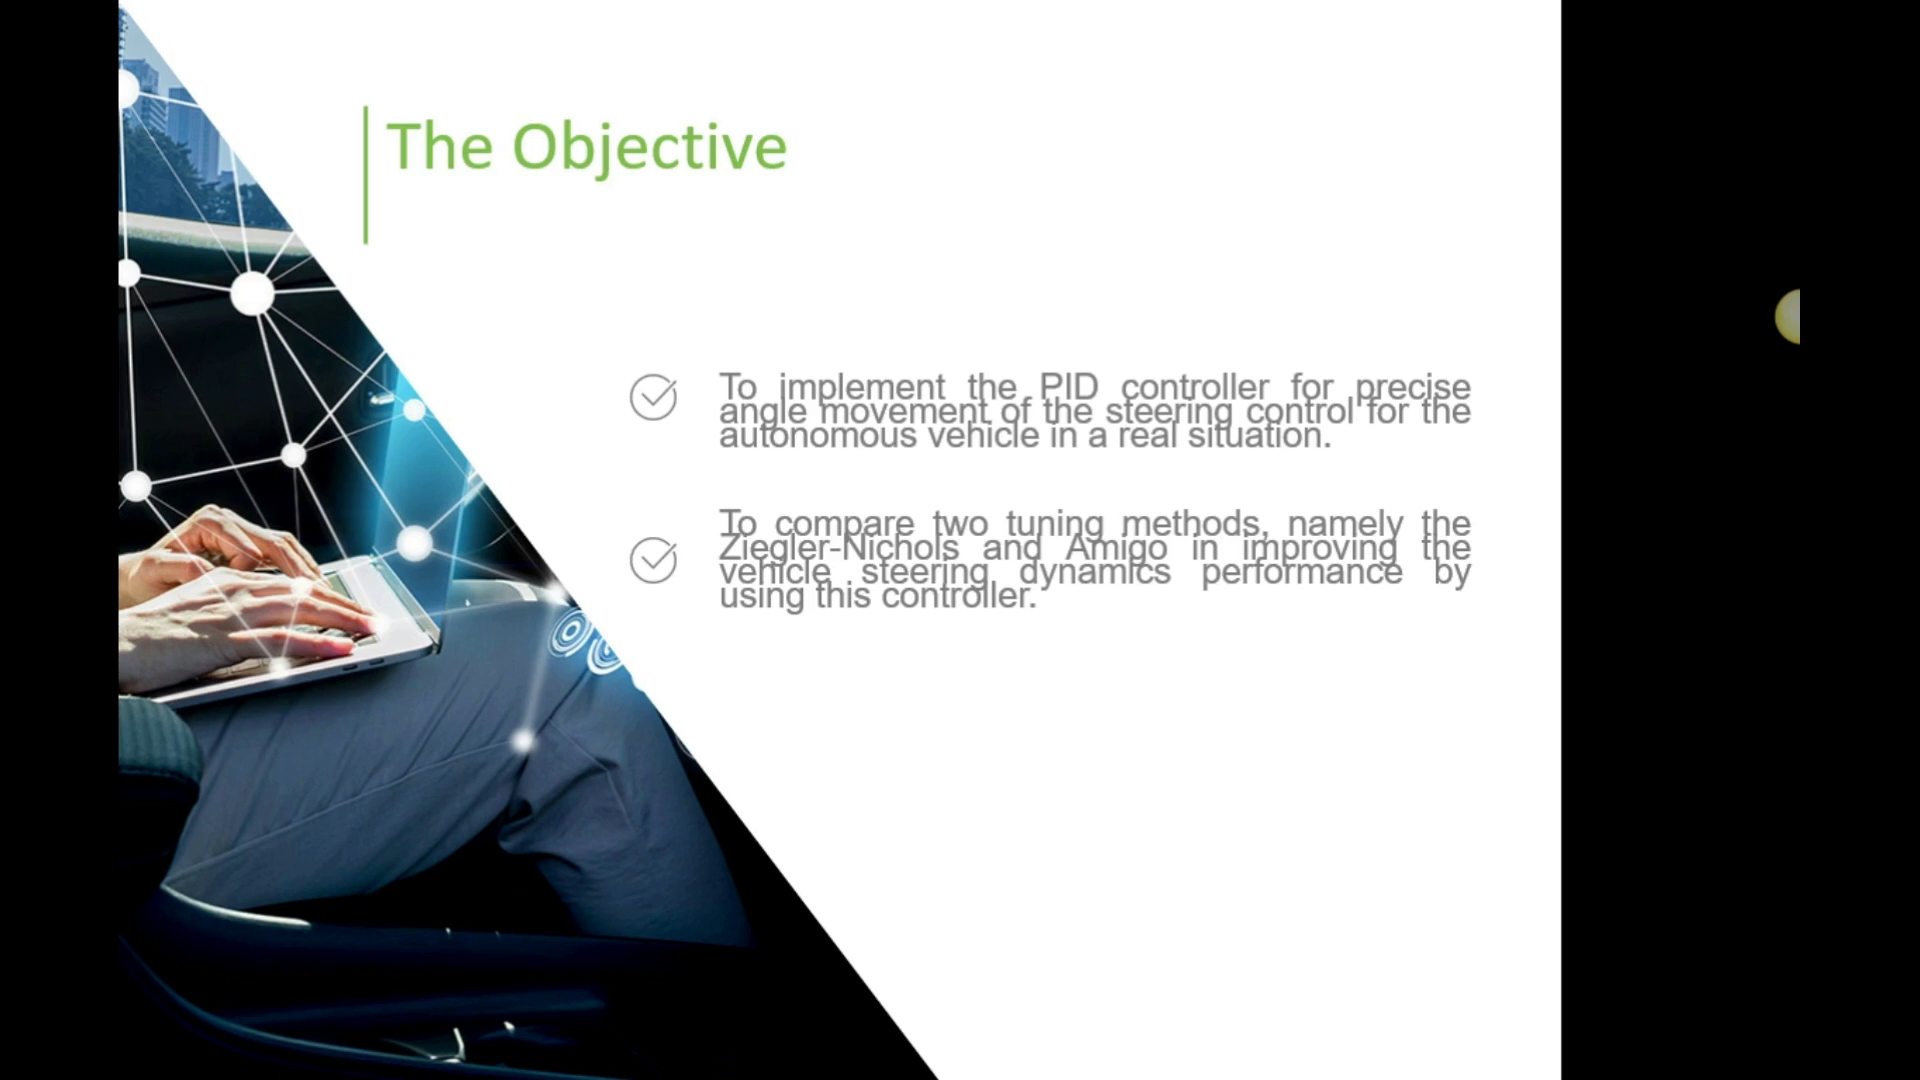 The Objective
To implement the PID controller for precise
angle movement of the steering control for the
autonomous vehicle in a real situation.
To compare two tuning methods, namely the
Ziegler-Nichols and Amigo in improving the
vehicle steering dynamics performance by
using this controller.